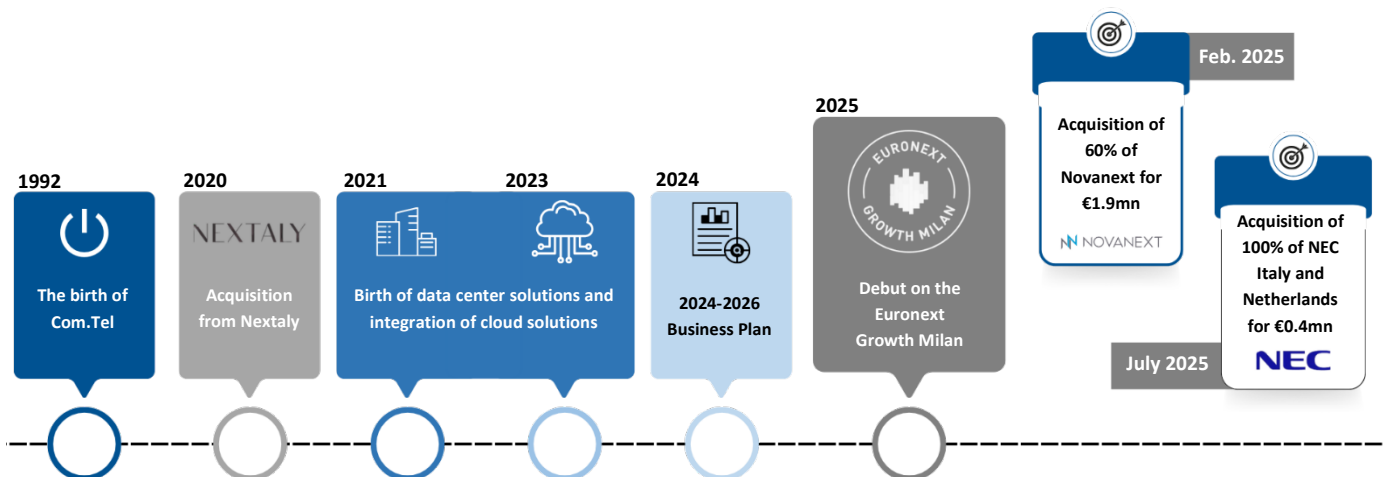 1992
The birth of
Com.Tel
2020
NEXTALY
Acquisition
from Nextaly
2021
2023
Birth of data center solutions and
integration of cloud solutions
2024
2024-2026
Business Plan
2025
EURONEXT
GROWTH MILAN
Debut on the
Euronext
Growth Milan
Feb. 2025
Acquisition of
60% of
Novanext for
€1.9mn
NOVANEXT
July 2025
Acquisition of
100% of NEC
Italy and
Netherlands
for €0.4mn
NEC